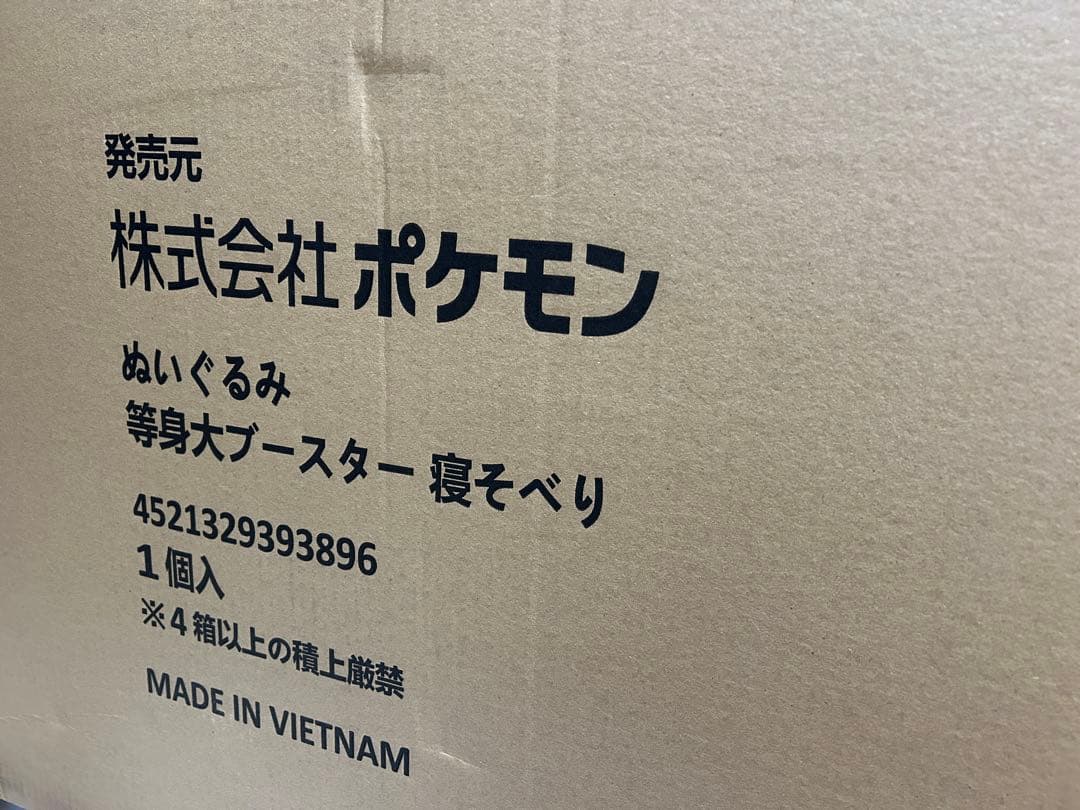 発売元
株式会社ポケモン
ぬいぐるみ
等身大ブースター 寝そべり
4521329393896
1個入
※4箱以上の積上厳禁
MADE IN VIETNAM